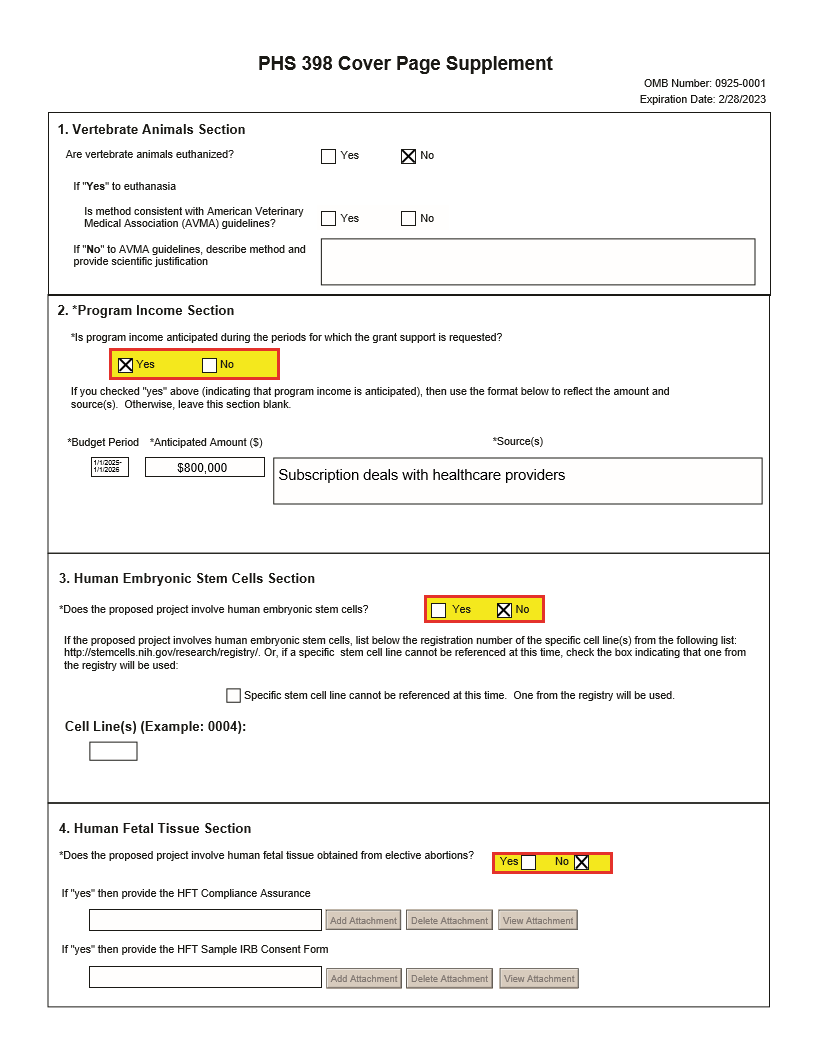 PHS 398 Cover Page Supplement
OMB Number: 0925-0001
Expiration Date: 2/28/2023
1. Vertebrate Animals Section
Are vertebrate animals euthanized?
Yes
No
If "Yes" to euthanasia
Is method consistent with American Veterinary
Medical Association (AVMA) guidelines?
Yes
No
If "No" to AVMA guidelines, describe method and
provide scientific justification
2. *Program Income Section
*Is program income anticipated during the periods for which the grant support is requested?
Yes
No
If you checked "yes" above (indicating that program income is anticipated), then use the format below to reflect the amount and
source(s). Otherwise, leave this section blank.
*Budget Period *Anticipated Amount ($)
*Source(s)
1/1/2025-
1/1/2026
$800,000
Subscription deals with healthcare providers
3. Human Embryonic Stem Cells Section
*Does the proposed project involve human embryonic stem cells?
Yes
No
If the proposed project involves human embryonic stem cells, list below the registration number of the specific cell line(s) from the following list:
http://stemcells.nih.gov/research/registry/. Or, if a specific stem cell line cannot be referenced at this time, check the box indicating that one from
the registry will be used:
Specific stem cell line cannot be referenced at this time. One from the registry will be used.
Cell Line(s) (Example: 0004):
4. Human Fetal Tissue Section
*Does the proposed project involve human fetal tissue obtained from elective abortions?
Yes
No
If "yes" then provide the HFT Compliance Assurance
Add Attachment
Delete Attachment
View Attachment
If "yes" then provide the HFT Sample IRB Consent Form
Add Attachment
Delete Attachment
View Attachment